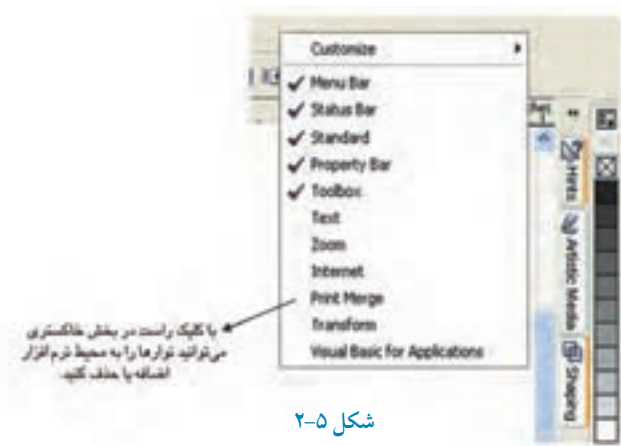 Customize
Menu Bar
Status Bar
Standard
Property Bar
Toolbox
Text
Zoom
Internet
Print Merge
Transform
Visual Basic for Applications
Hints
Artistic Media
Shaping
با کلیک راست در بخش خاکستری
می‌توانید نوارها را به محیط نرم افزار
اضافه یا حذف کنید.
شکل ۵-۲